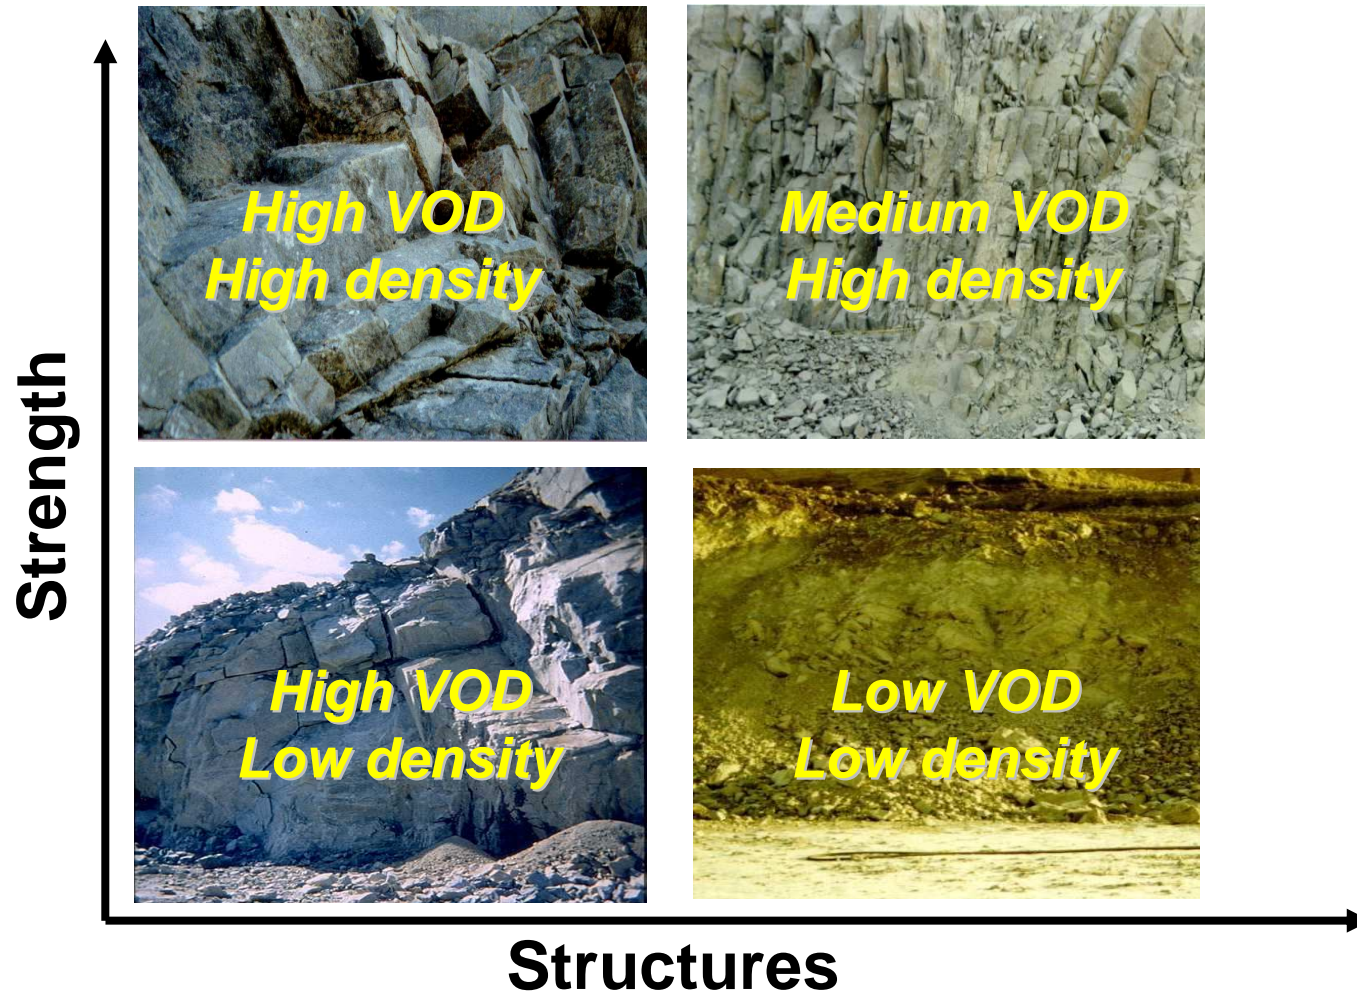 High VOD
High density
Medium VOD
High density
Strength
High VOD
Low density
Low VOD
Low density
Structures